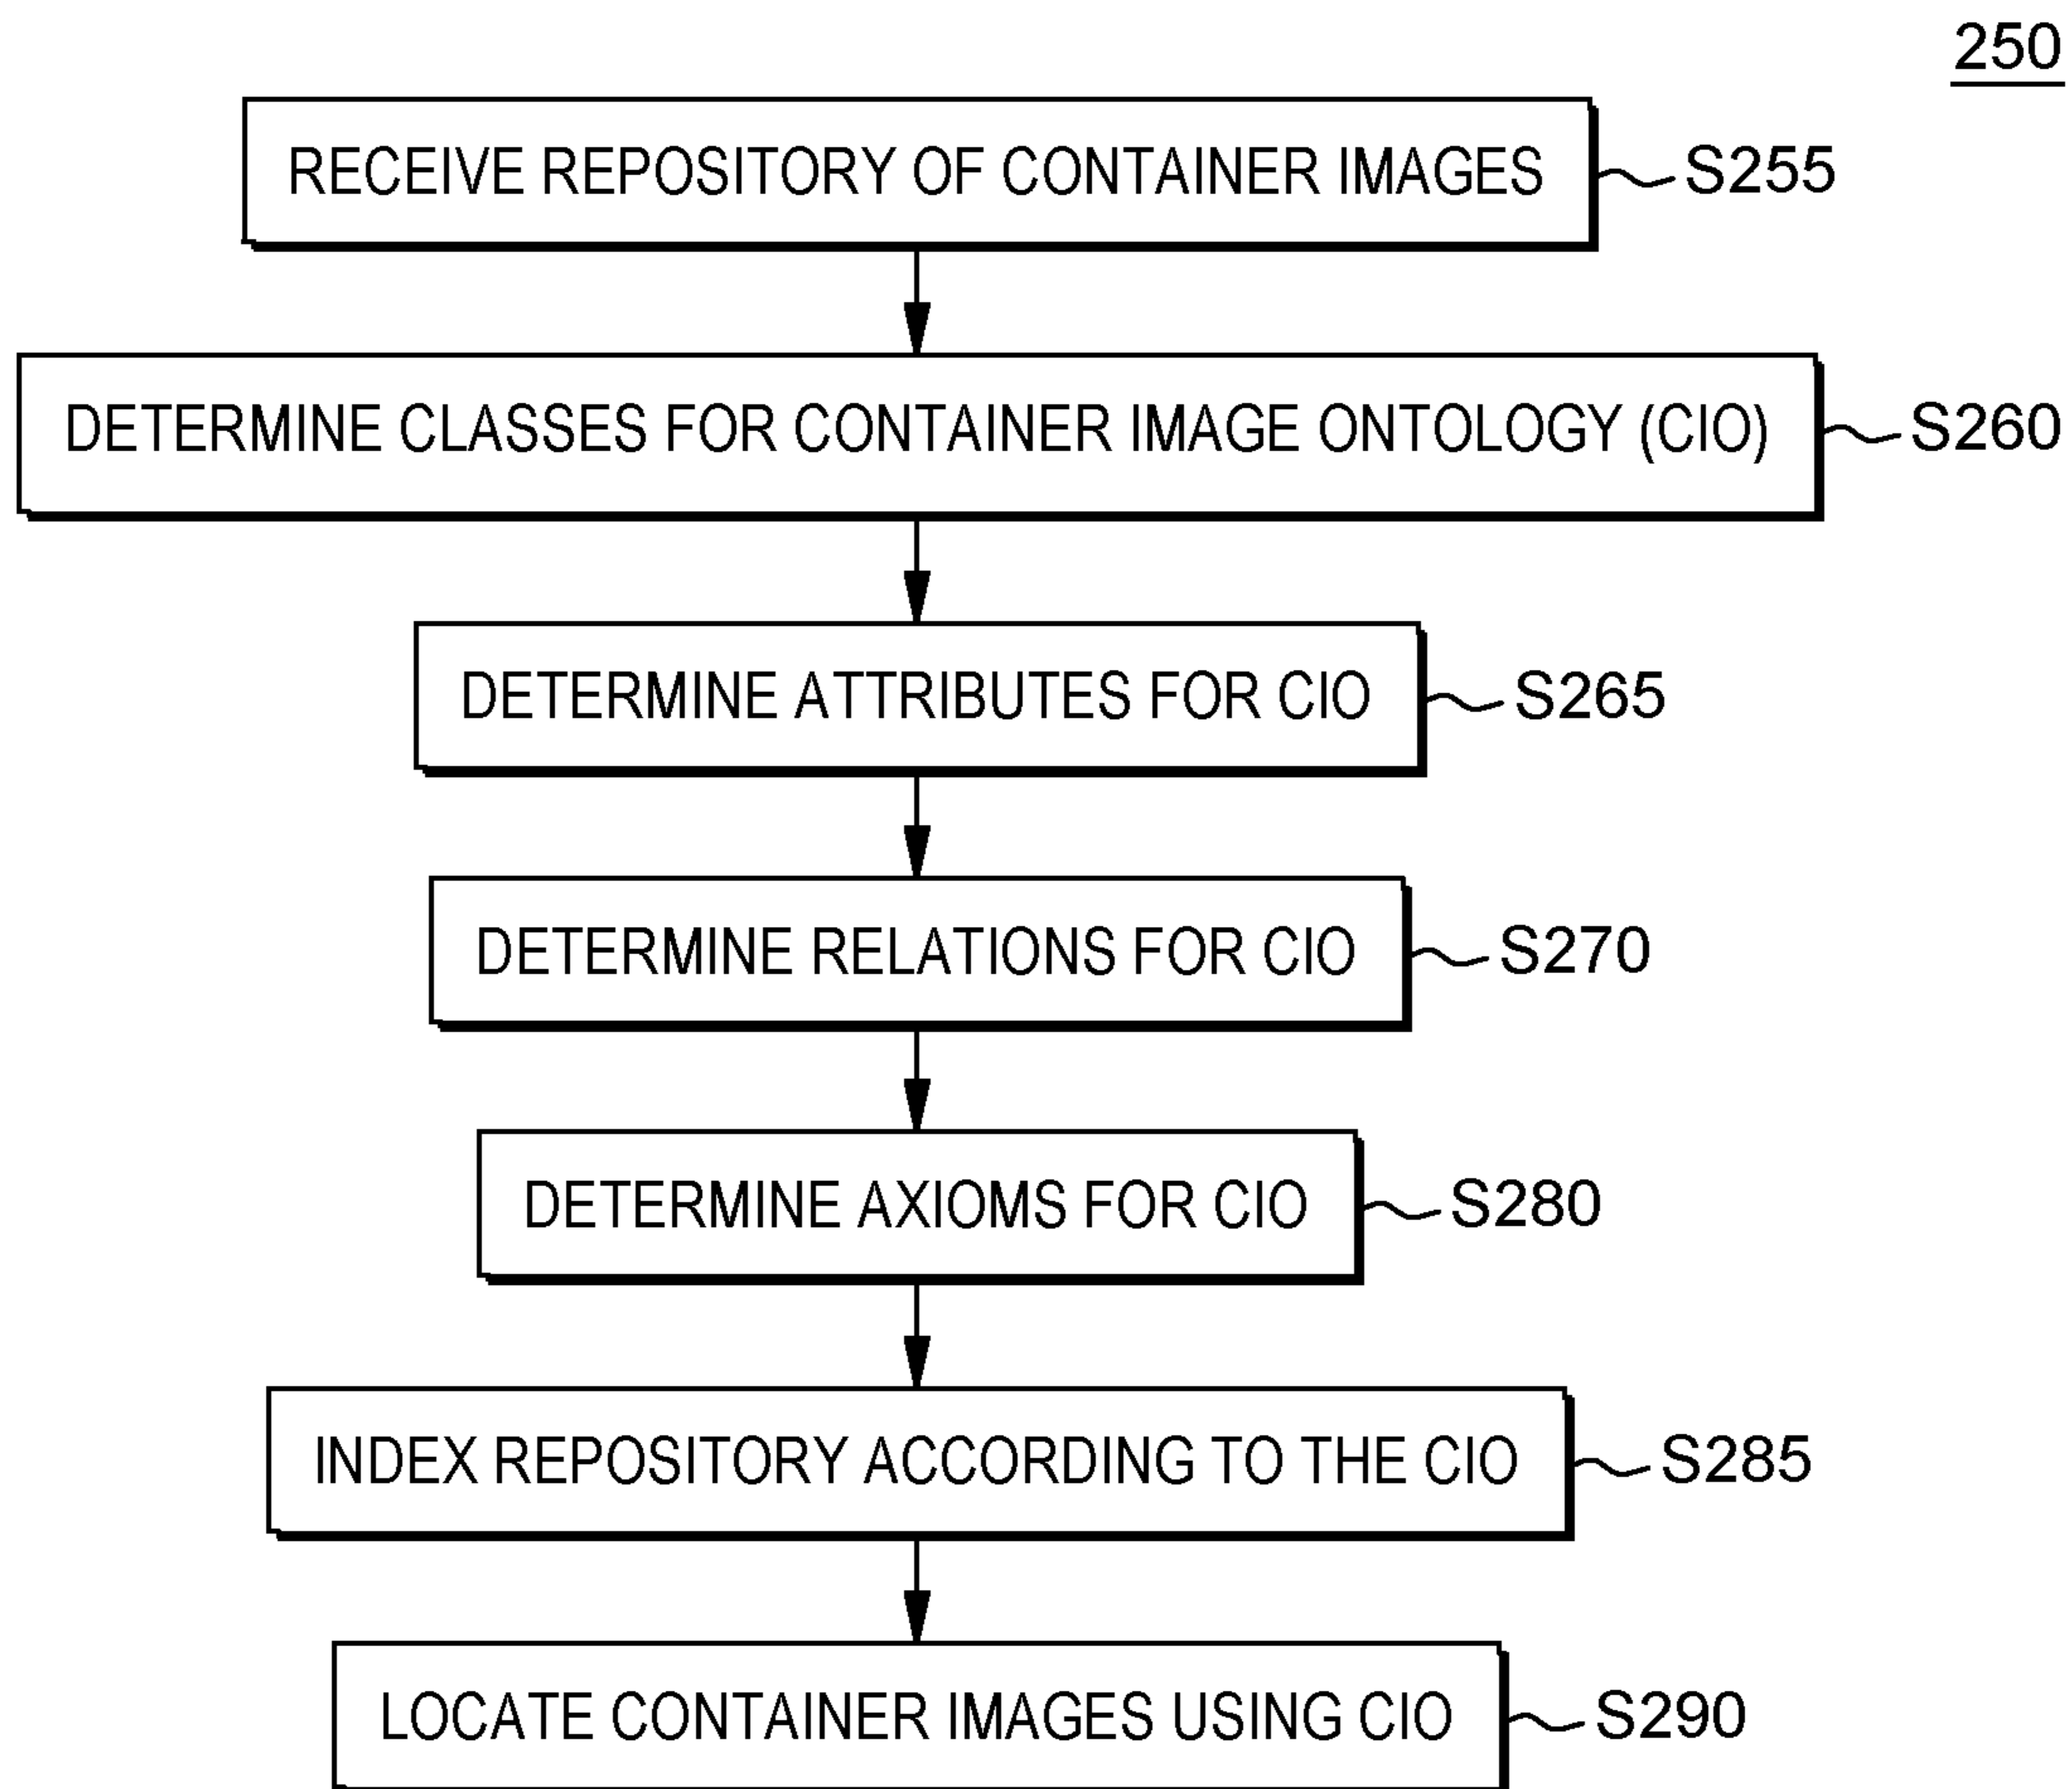 250
RECEIVE REPOSITORY OF CONTAINER IMAGES
S255
DETERMINE CLASSES FOR CONTAINER IMAGE ONTOLOGY (CIO)
S260
DETERMINE ATTRIBUTES FOR CIO
S265
DETERMINE RELATIONS FOR CIO
S270
DETERMINE AXIOMS FOR CIO
S280
INDEX REPOSITORY ACCORDING TO THE CIO
S285
LOCATE CONTAINER IMAGES USING CIO
S290